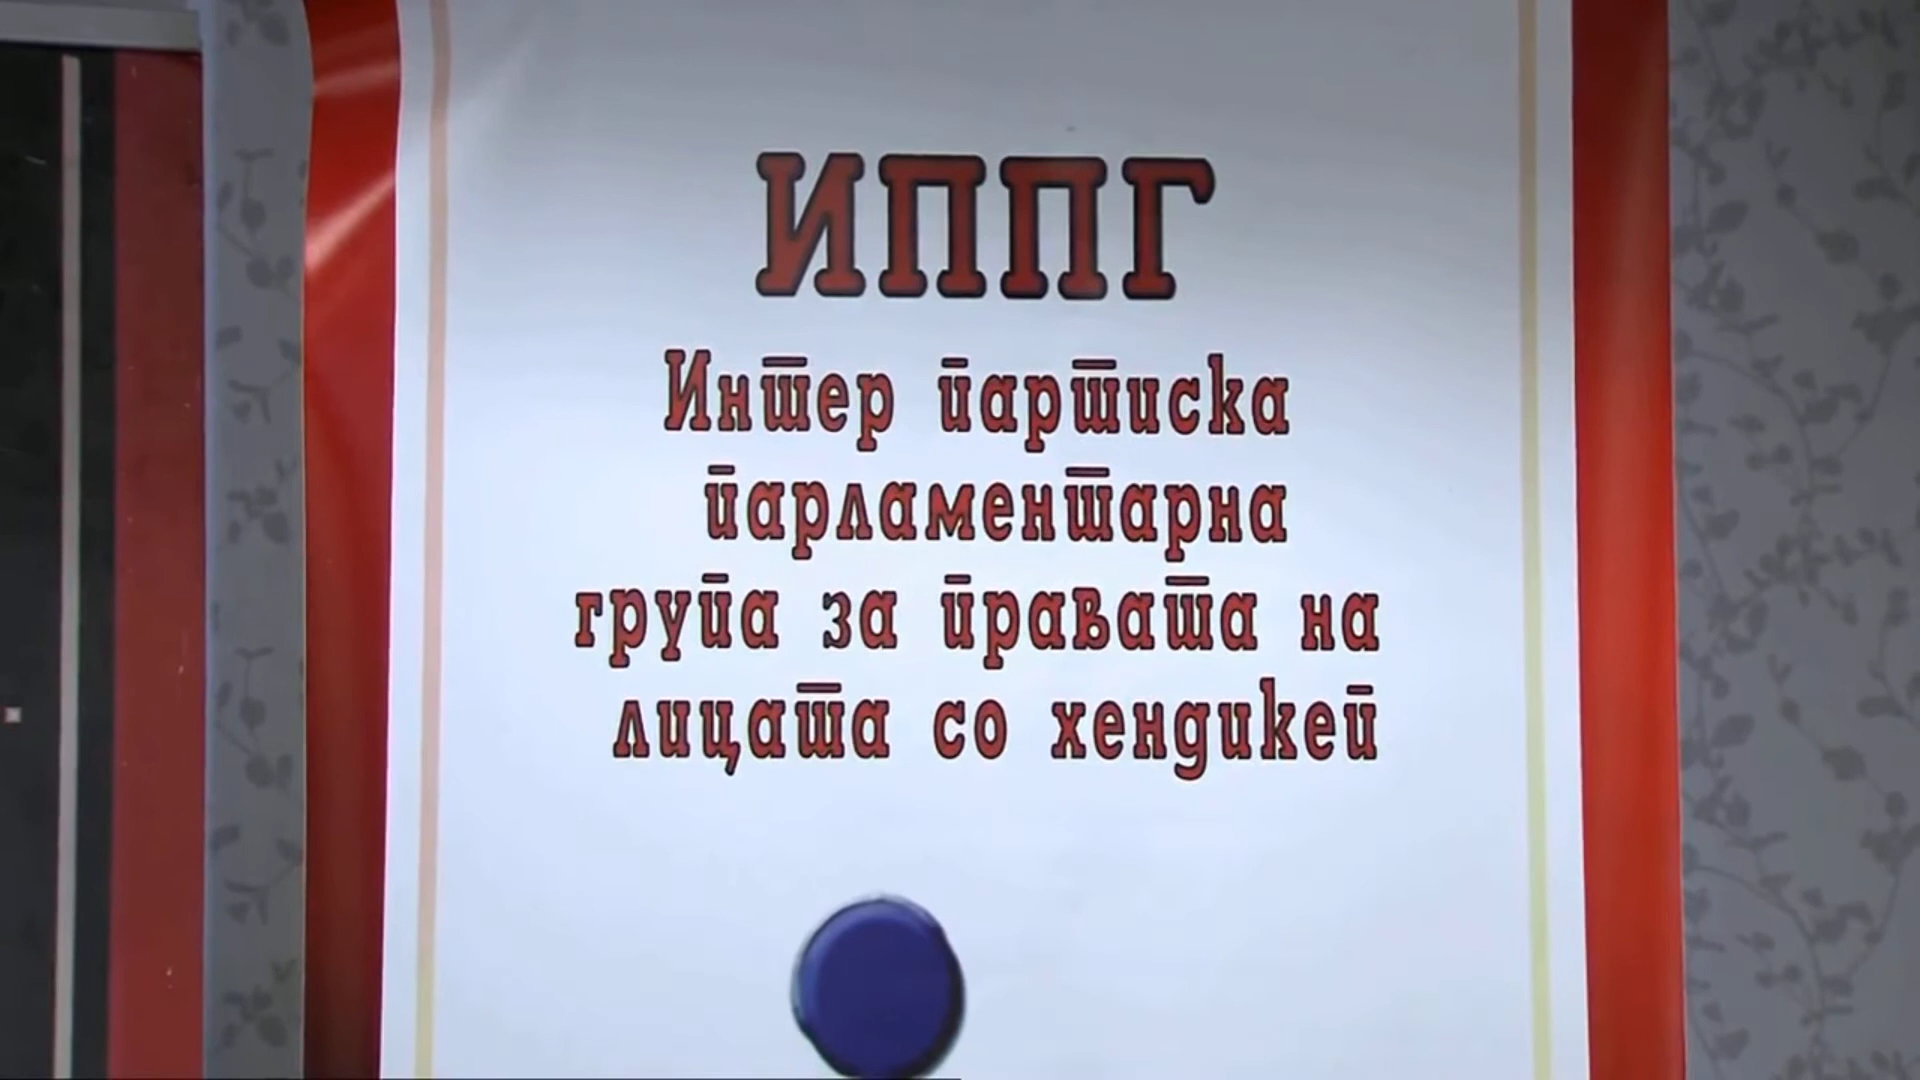 ИППГ
Интер партиска
парламентарна
група за правата на
лицата со хендикеп